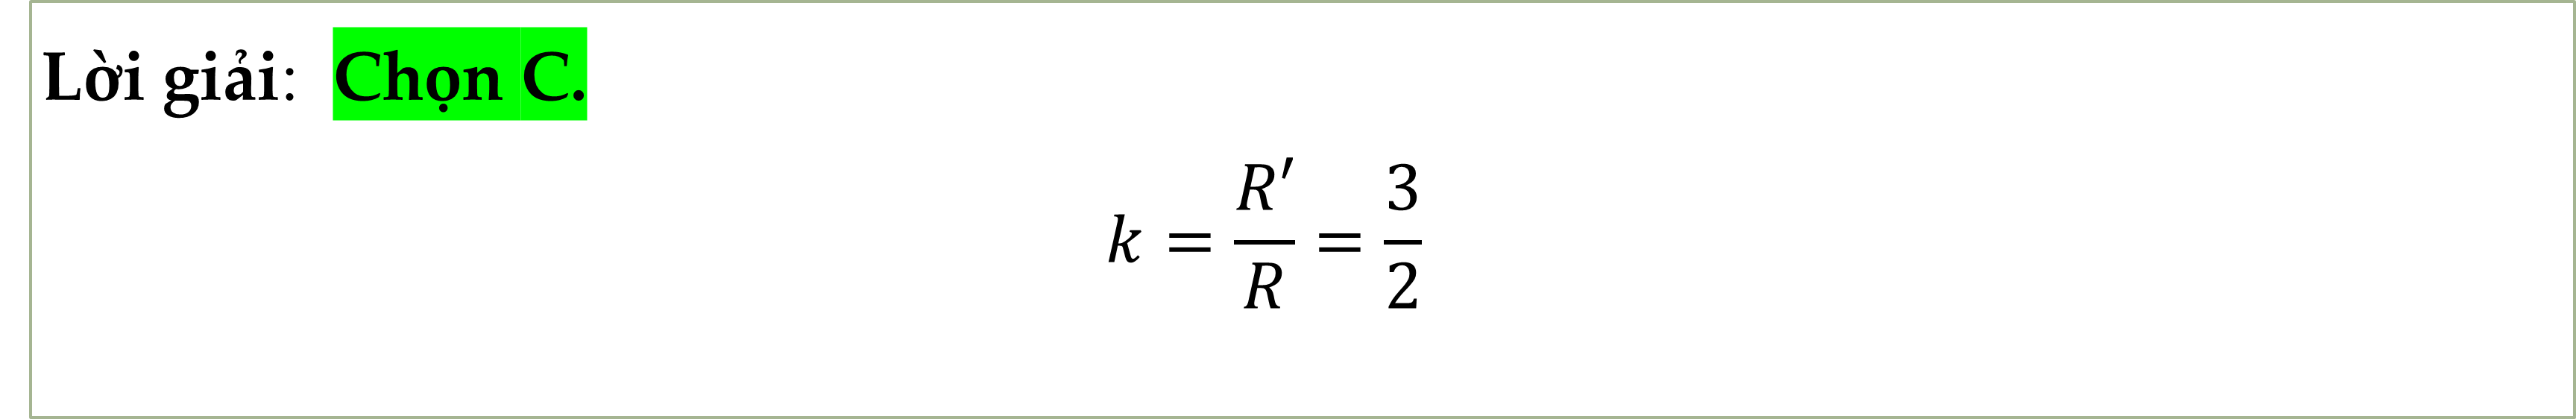 Lời giải: Chọn C.
k = R′/R = 3/2